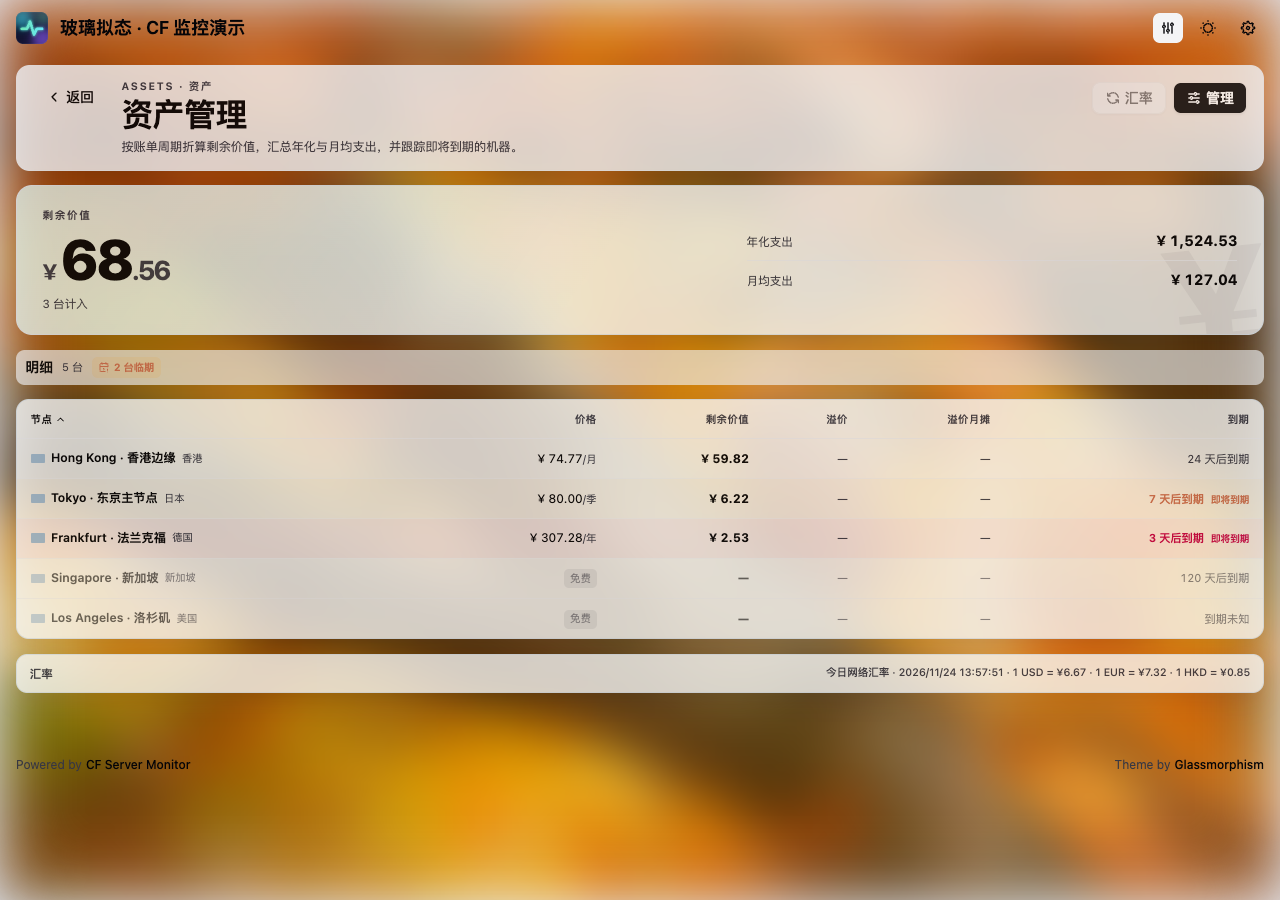 玻璃拟态 · CF 监控演示
返回
ASSETS · 资产
资产管理
按账单周期折算剩余价值，汇总年化与月均支出，并跟踪即将到期的机器。
汇率
管理
剩余价值
¥ 68.56
3 台计入
年化支出 ¥ 1,524.53
月均支出 ¥ 127.04
¥
明细 5 台 2 台临期
节点 价格 剩余价值 溢价 溢价月摊 到期
Hong Kong · 香港边缘 香港 ¥ 74.77/月 ¥ 59.82 — — 24 天后到期
Tokyo · 东京主节点 日本 ¥ 80.00/季 ¥ 6.22 — — 7 天后到期 即将到期
Frankfurt · 法兰克福 德国 ¥ 307.28/年 ¥ 2.53 — — 3 天后到期 即将到期
Singapore · 新加坡 新加坡 免费 — — — 120 天后到期
Los Angeles · 洛杉矶 美国 免费 — — — 到期未知
汇率 今日网络汇率 · 2026/11/24 13:57:51 · 1 USD = ¥6.67 · 1 EUR = ¥7.32 · 1 HKD = ¥0.85
Powered by CF Server Monitor
Theme by Glassmorphism